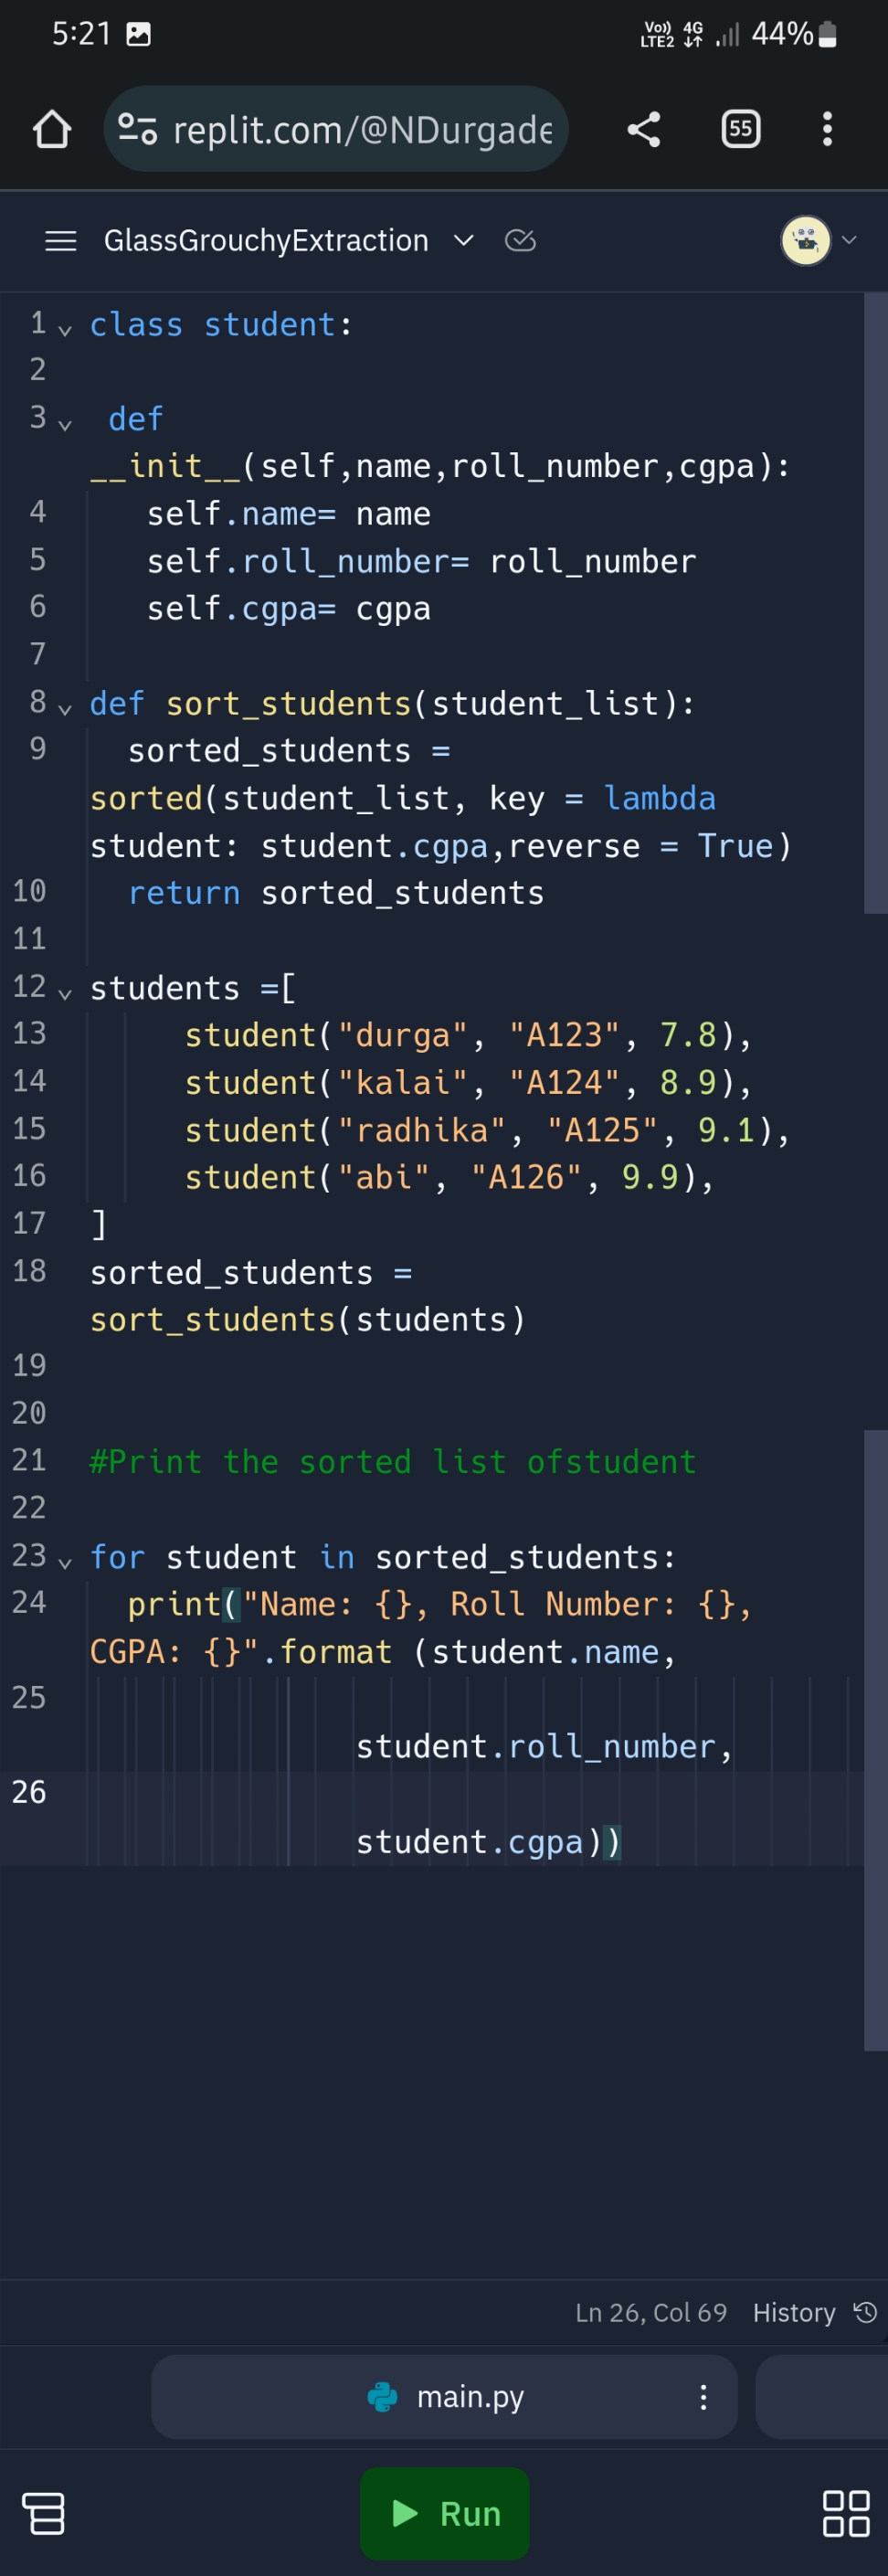 5:21 Vo)) LTE2 4G 44%
replit.com/@NDurgade 55
GlassGrouchyExtraction
1 class student:
2
3 def
__init__(self,name,roll_number,cgpa):
4 self.name= name
5 self.roll_number= roll_number
6 self.cgpa= cgpa
7
8 def sort_students(student_list):
9 sorted_students =
sorted(student_list, key = lambda
student: student.cgpa,reverse = True)
10 return sorted_students
11
12 students =[
13 student("durga", "A123", 7.8),
14 student("kalai", "A124", 8.9),
15 student("radhika", "A125", 9.1),
16 student("abi", "A126", 9.9),
17 ]
18 sorted_students =
sort_students(students)
19
20
21 #Print the sorted list ofstudent
22
23 for student in sorted_students:
24 print("Name: {}, Roll Number: {},
CGPA: {}".format (student.name,
25
student.roll_number,
26
student.cgpa))
Ln 26, Col 69 History
main.py
Run